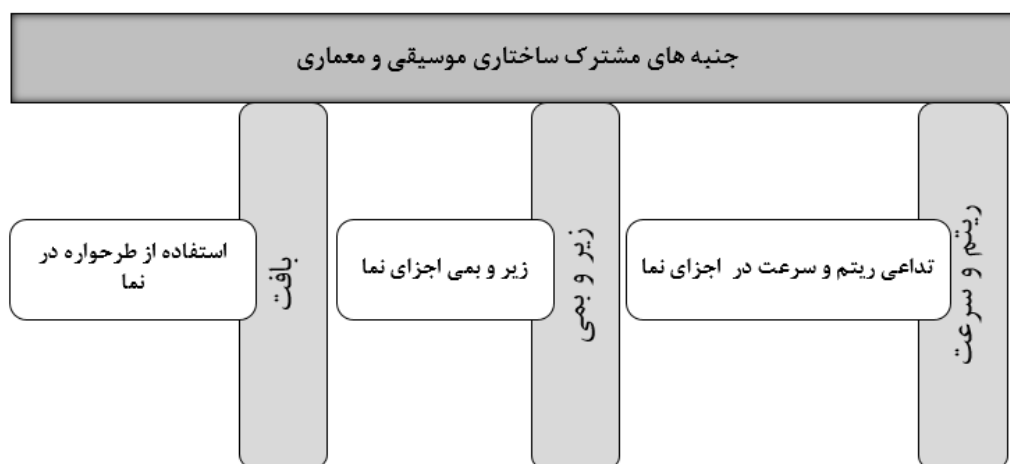 جنبه های مشترک ساختاری موسیقی و معماری
ریتم و سرعت
تداعی ریتم و سرعت در اجزای نما
زیر و بمی
زیر و بمی اجزای نما
بافت
استفاده از طرحواره در
نما